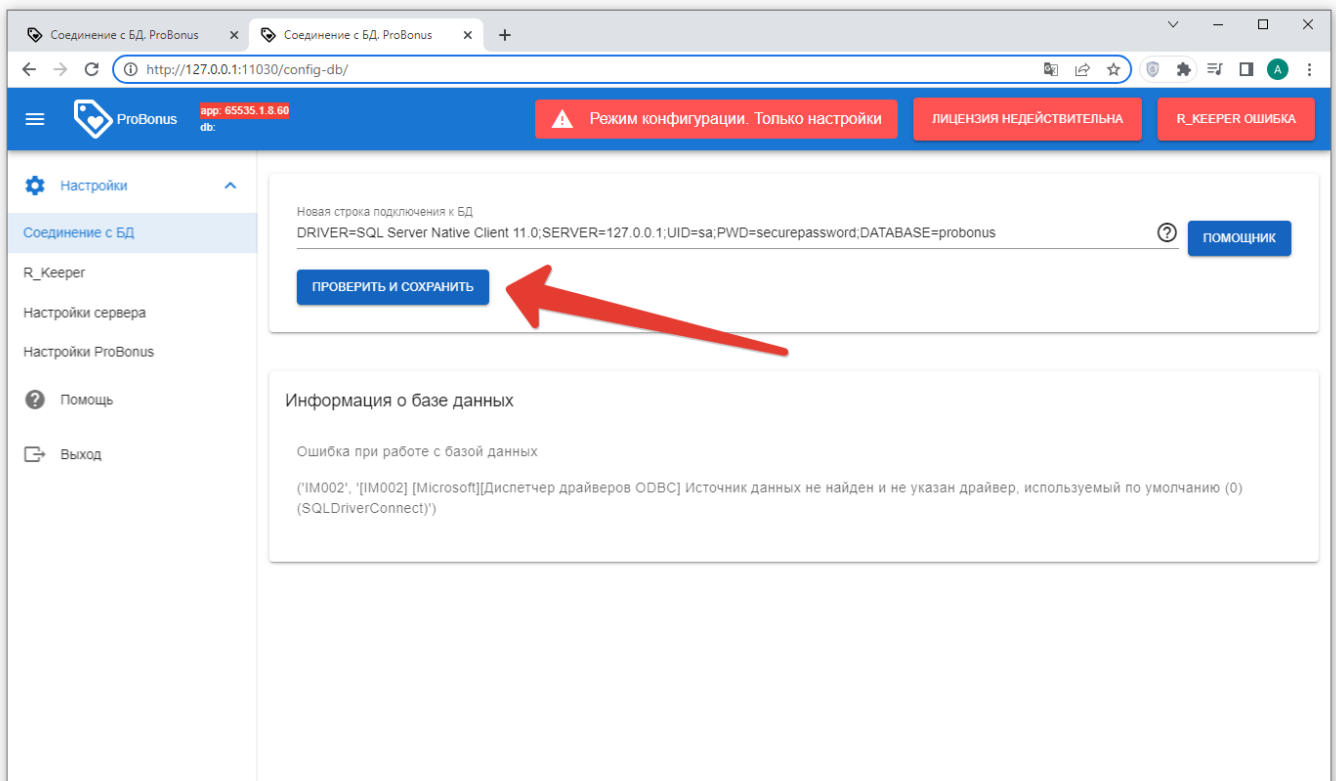 Соединение с БД. ProBonus
Соединение с БД. ProBonus
http://127.0.0.1:11030/config-db/
A
ProBonus
app: 65535.1.8.60
db:
Режим конфигурации. Только настройки
ЛИЦЕНЗИЯ НЕДЕЙСТВИТЕЛЬНА
R_KEEPER ОШИБКА
Настройки
Соединение с БД
R_Keeper
Настройки сервера
Настройки ProBonus
Помощь
Выход
Новая строка подключения к БД
DRIVER=SQL Server Native Client 11.0;SERVER=127.0.0.1;UID=sa;PWD=securepassword;DATABASE=probonus
ПОМОЩНИК
ПРОВЕРИТЬ И СОХРАНИТЬ
Информация о базе данных
Ошибка при работе с базой данных
('IM002', '[IM002] [Microsoft][Диспетчер драйверов ODBC] Источник данных не найден и не указан драйвер, используемый по умолчанию (0)
(SQLDriverConnect)')